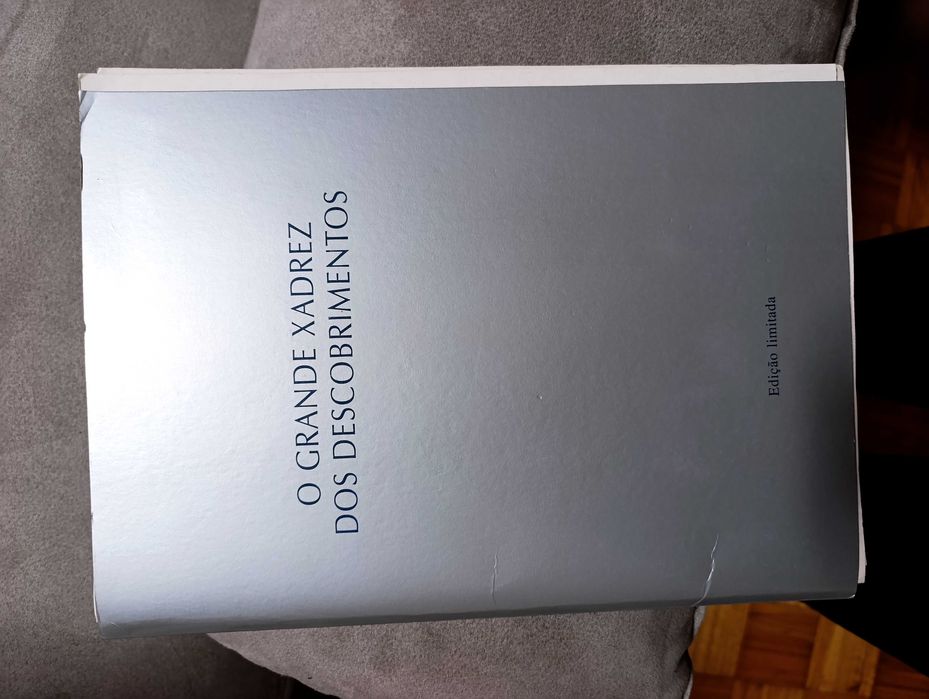 O GRANDE XADREZ
DOS DESCOBRIMENTOS
Edição limitada